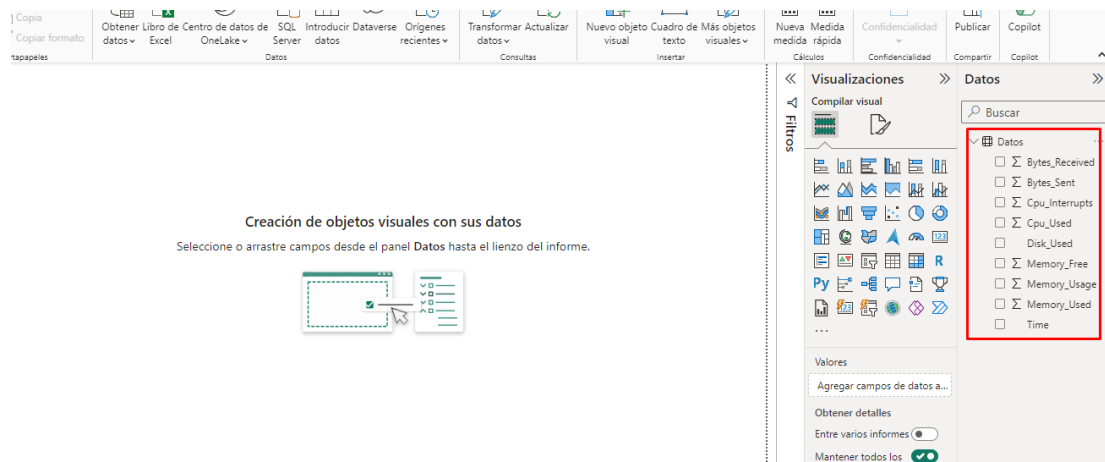 Copia
Copiar formato
Obtener datos
Libro de Excel
Centro de datos de OneLake
SQL Server
Introducir datos
Dataverse
Orígenes recientes
Transformar datos
Actualizar
Nuevo objeto visual
Cuadro de texto
Más objetos visuales
Nueva medida
Medida rápida
Confidencialidad
Publicar
Copilot
tapapeles
Datos
Consultas
Insertar
Cálculos
Confidencialidad
Compartir
Copilot
Filtros
Visualizaciones
Compilar visual
123
R
Py
123
...
Valores
Agregar campos de datos a...
Obtener detalles
Entre varios informes
Mantener todos los
Datos
Buscar
Datos
Σ Bytes_Received
Σ Bytes_Sent
Σ Cpu_Interrupts
Σ Cpu_Used
Disk_Used
Σ Memory_Free
Σ Memory_Usage
Σ Memory_Used
Time
Creación de objetos visuales con sus datos
Seleccione o arrastre campos desde el panel Datos hasta el lienzo del informe.